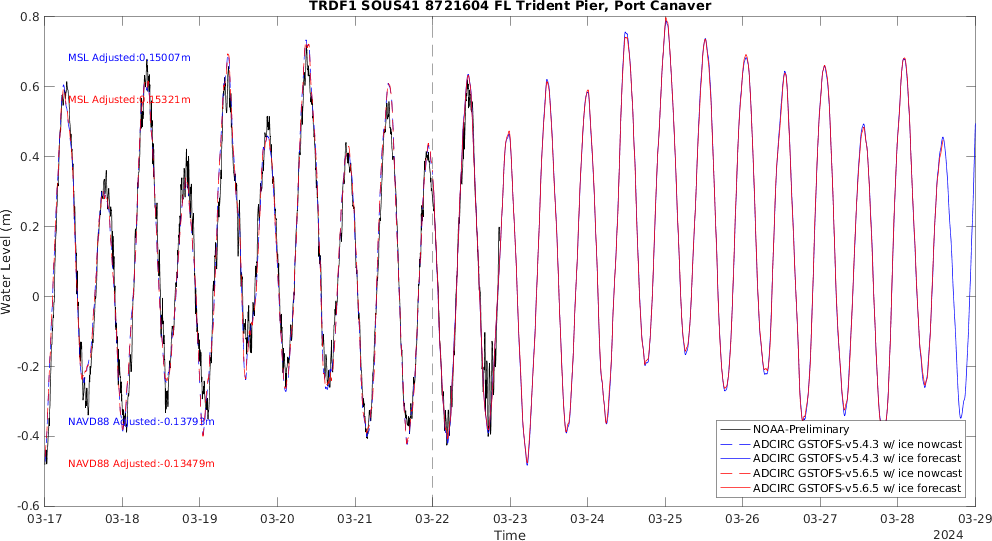 TRDF1 SOUS41 8721604 FL Trident Pier, Port Canaver
0.8
0.6
0.4
0.2
0
-0.2
-0.4
-0.6
Water Level (m)
MSL Adjusted:0.15007m
MSL Adjusted:0.15321m
NAVD88 Adjusted:-0.13793m
NAVD88 Adjusted:-0.13479m
NOAA-Preliminary
ADCIRC GSTOFS-v5.4.3 w/ ice nowcast
ADCIRC GSTOFS-v5.4.3 w/ ice forecast
ADCIRC GSTOFS-v5.6.5 w/ ice nowcast
ADCIRC GSTOFS-v5.6.5 w/ ice forecast
03-17 03-18 03-19 03-20 03-21 03-22 03-23 03-24 03-25 03-26 03-27 03-28 03-29
Time
2024